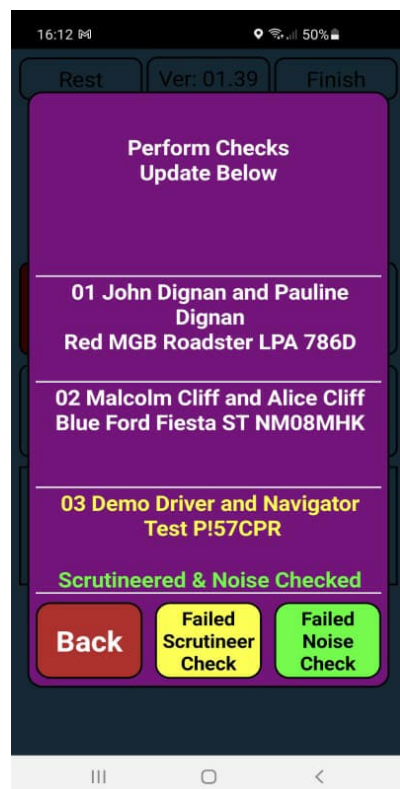 16:12 50%
Rest Ver: 01.39 Finish
Perform Checks
Update Below
01 John Dignan and Pauline
Dignan
Red MGB Roadster LPA 786D
02 Malcolm Cliff and Alice Cliff
Blue Ford Fiesta ST NM08MHK
03 Demo Driver and Navigator
Test P!57CPR
Scrutineered & Noise Checked
Back
Failed
Scrutineer
Check
Failed
Noise
Check